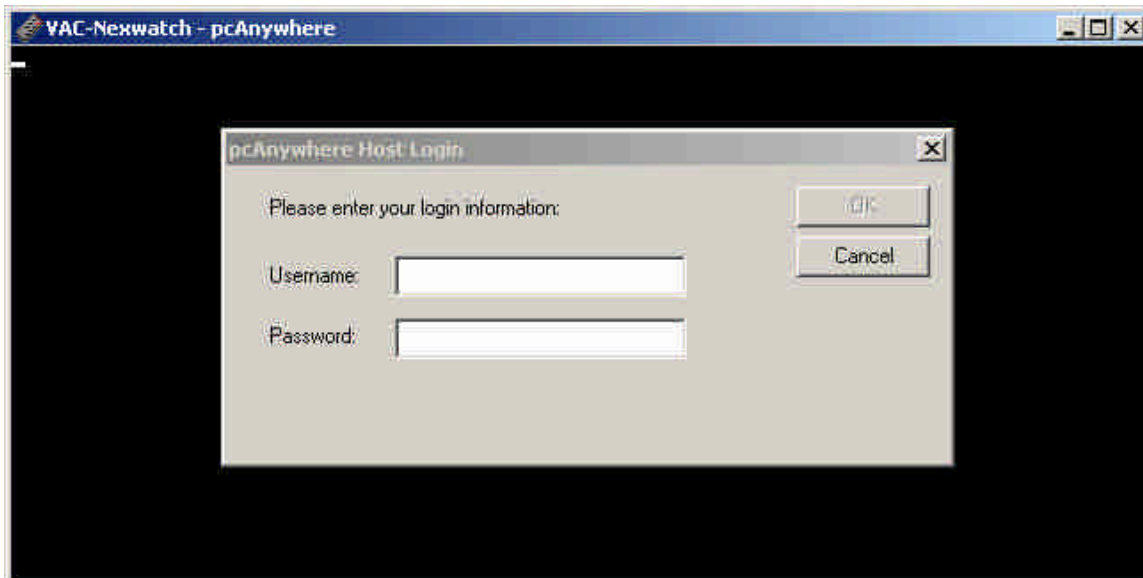 VAC-Nexwatch - pcAnywhere
pcAnywhere Host Login
Please enter your login information:
OK
Username:
Cancel
Password: